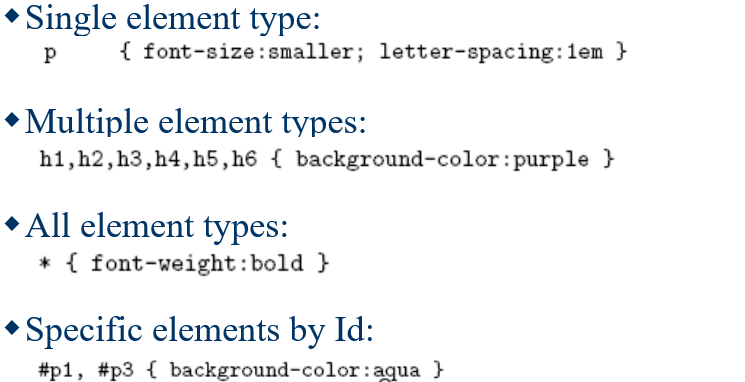 ◆Single element type:
p { font-size:smaller; letter-spacing:1em }
◆Multiple element types:
h1,h2,h3,h4,h5,h6 { background-color:purple }
◆All element types:
* { font-weight:bold }
◆Specific elements by Id:
#p1, #p3 { background-color:aqua }